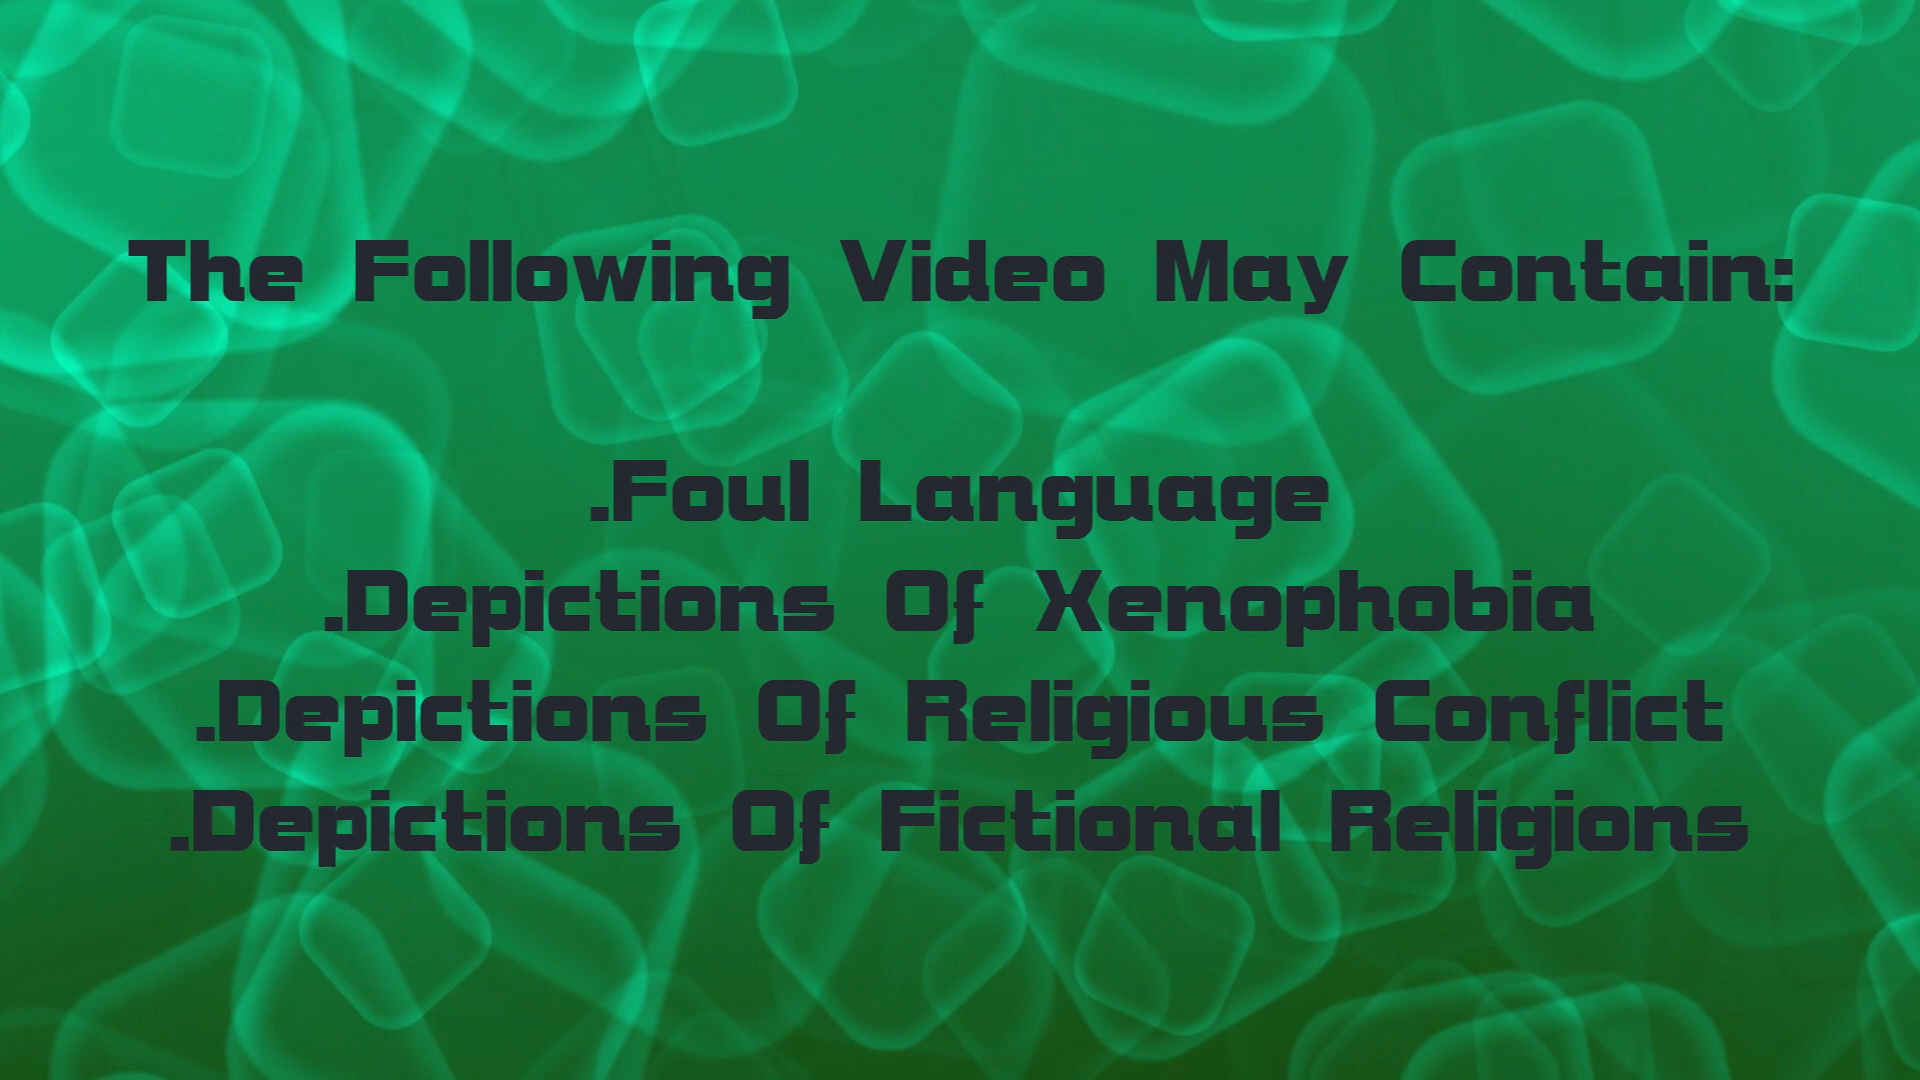 The Following Video May Contain:
.Foul Language
.Depictions Of Xenophobia
.Depictions Of Religious Conflict
.Depictions Of Fictional Religions